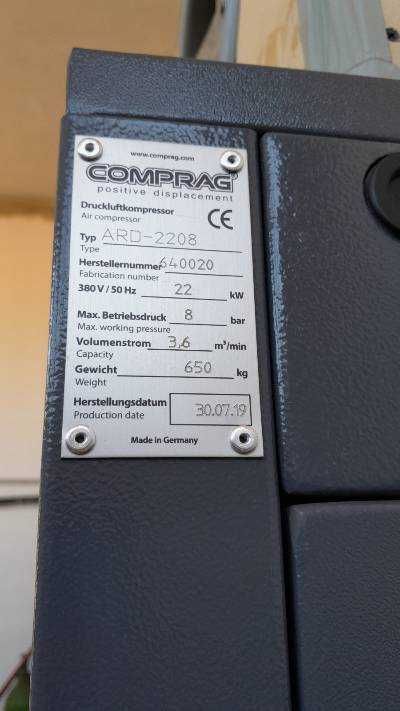 www.comprag.com
COMPRAG®
positive displacement
Druckluftkompressor
Air compressor
CE
Typ ARD-2208
Type
Herstellernummer 640020
Fabrication number
380 V / 50 Hz 22 kW
Max. Betriebsdruck 8 bar
Max. working pressure
Volumenstrom 3,6 m³/min
Capacity
Gewicht 650 kg
Weight
Herstellungsdatum 30.07.19
Production date
Made in Germany